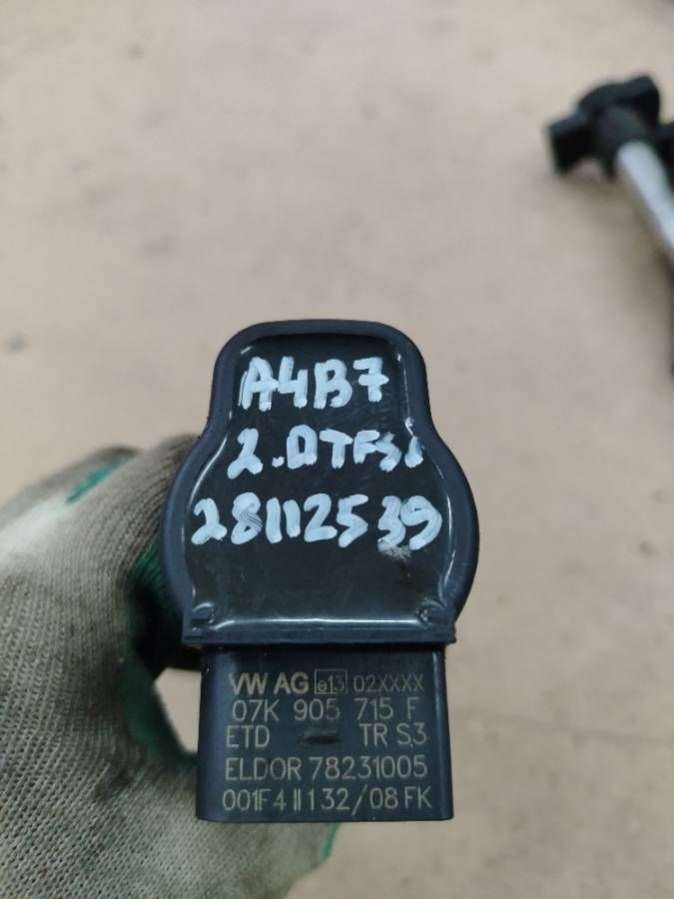 A4B7
2.0TFSI
28112539
VW AG e13 02XXXX
07K 905 715 F
ETD TR S.3
ELDOR 78231005
001F4 II 132/08 FK